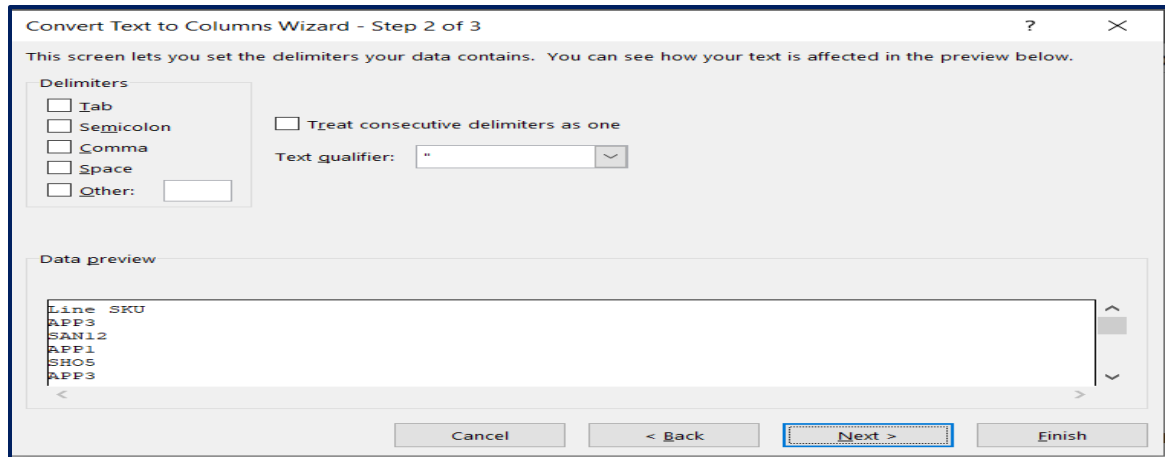 Convert Text to Columns Wizard - Step 2 of 3 ?
This screen lets you set the delimiters your data contains. You can see how your text is affected in the preview below.
Delimiters
Tab
Semicolon
Comma
Space
Other:
Treat consecutive delimiters as one
Text qualifier: "
Data preview
Line SKU
APP3
SAN12
APP1
SHO5
APP3
Cancel < Back Next > Finish